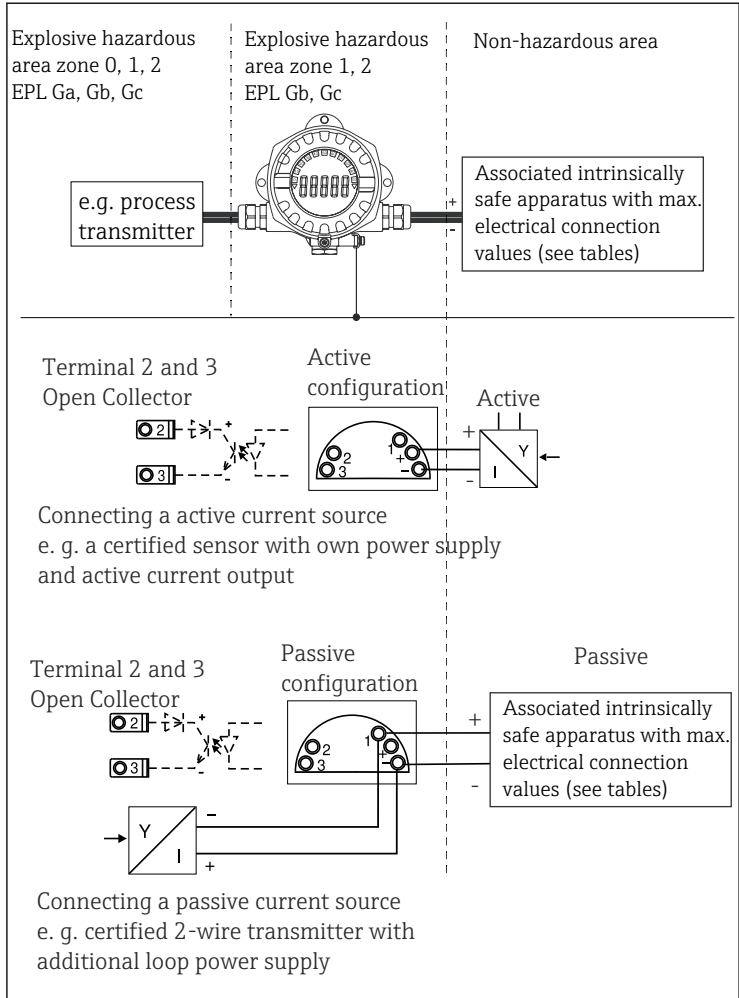 Explosive hazardous
area zone 0, 1, 2
EPL Ga, Gb, Gc
Explosive hazardous
area zone 1, 2
EPL Gb, Gc
Non-hazardous area
e.g. process
transmitter
88888
+
-
Associated intrinsically
safe apparatus with max.
electrical connection
values (see tables)
Terminal 2 and 3
Open Collector
2
+
3
-
Active
configuration
1
+
-
2
3
Active
+
-
Y
I
Connecting a active current source
e. g. a certified sensor with own power supply
and active current output
Terminal 2 and 3
Open Collector
2
+
3
-
Passive
configuration
1
+
-
2
3
Passive
+
-
Associated intrinsically
safe apparatus with max.
electrical connection
values (see tables)
Y
I
–
+
Connecting a passive current source
e. g. certified 2-wire transmitter with
additional loop power supply